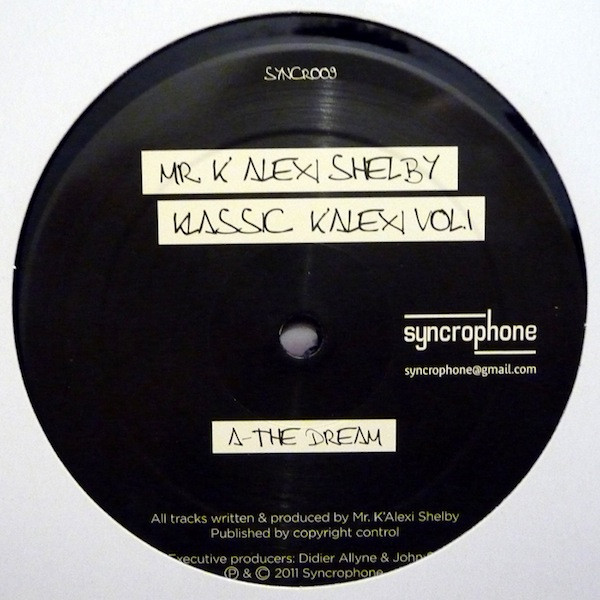 SYNCRO09
MR. K' ALEXI SHELBY
KLASSIC K'ALEXI VOL.1
syncrophone
syncrophone@gmail.com
A-THE DREAM
All tracks written & produced by Mr. K'Alexi Shelby
Published by copyright control
Executive producers: Didier Allyne & John
℗ & © 2011 Syncrophone